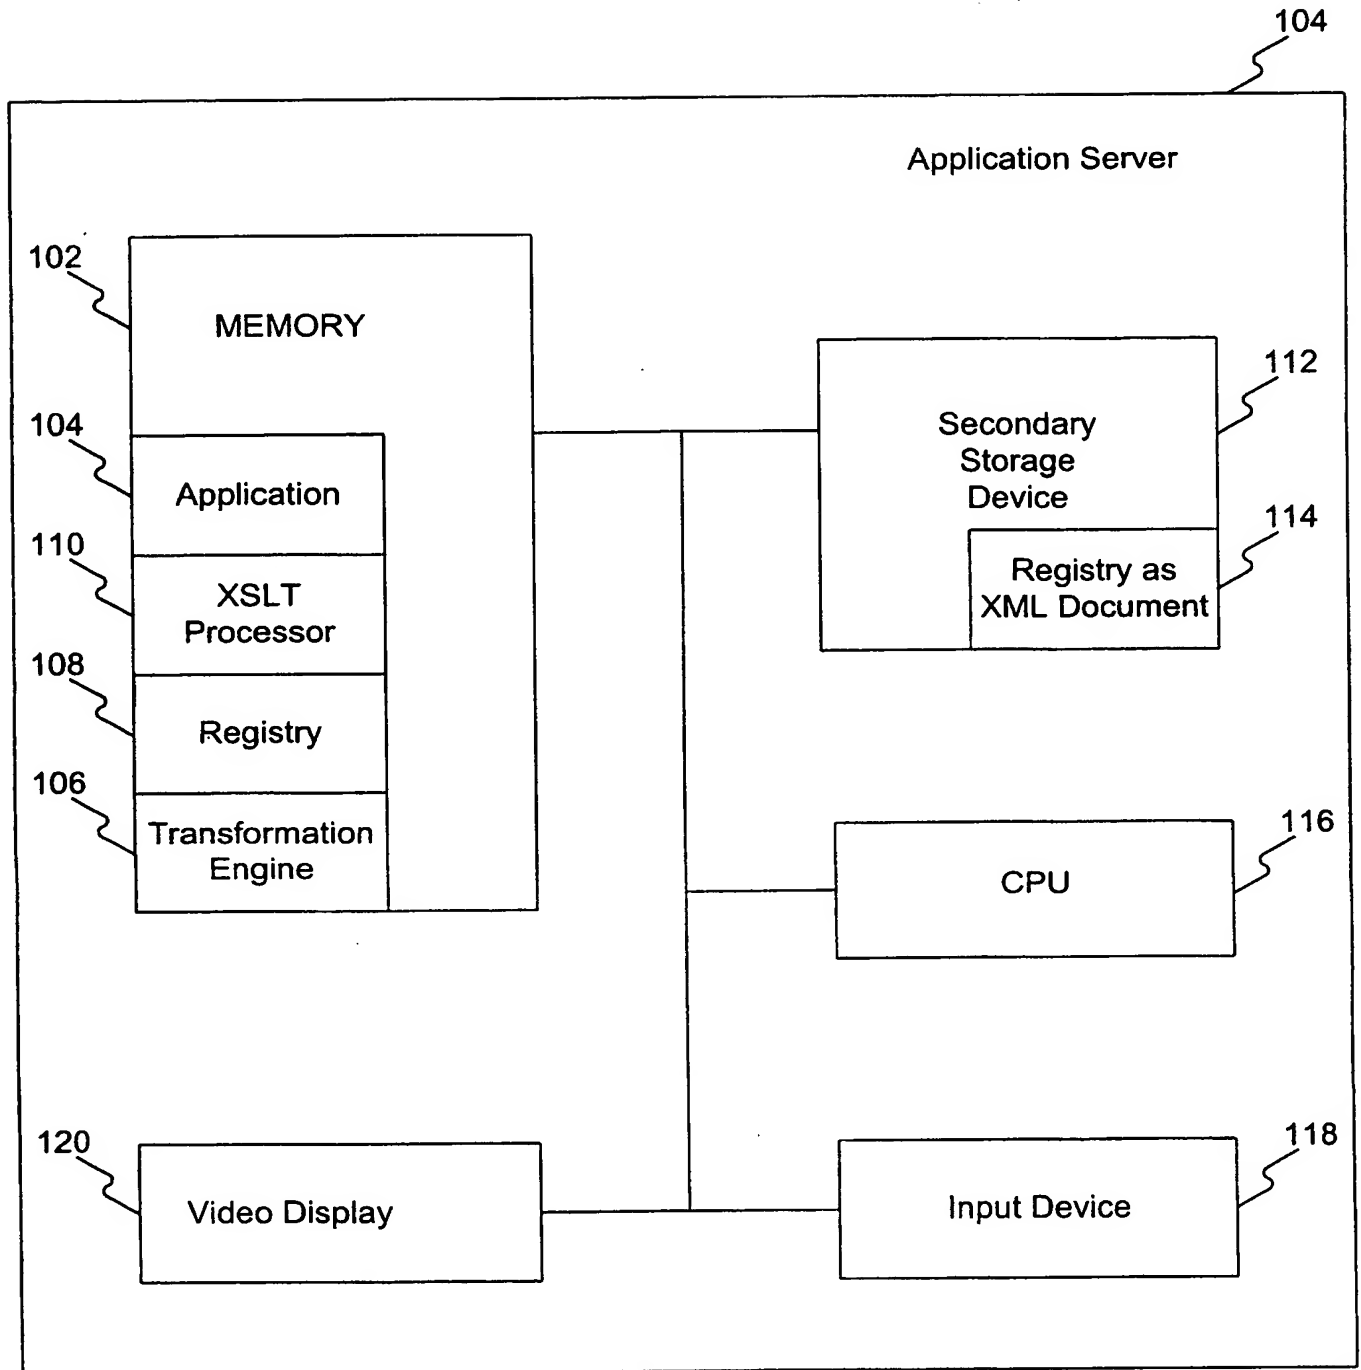 104
Application Server
102
MEMORY
104
Application
110
XSLT
Processor
108
Registry
106
Transformation
Engine
112
Secondary
Storage
Device
114
Registry as
XML Document
116
CPU
120
Video Display
118
Input Device